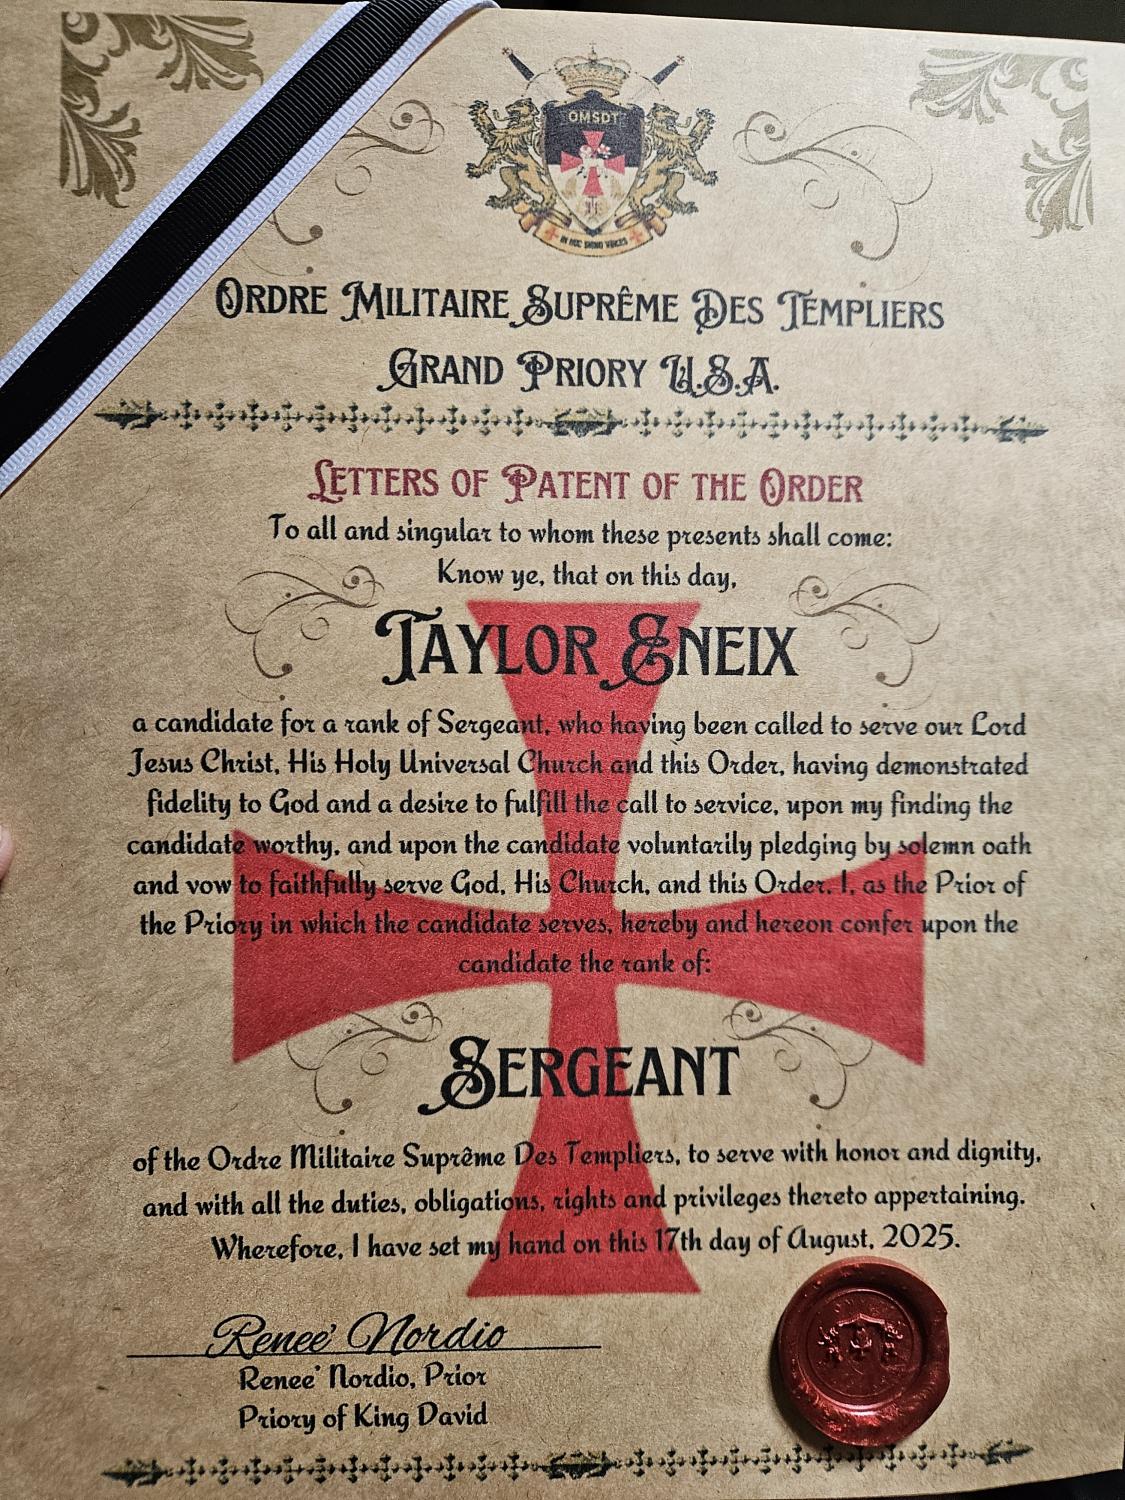 OMSDT
IN HOC SIGNO VINCES
Ordre Militaire Suprême Des Templiers
Grand Priory U.S.A.
Letters of Patent of the Order
To all and singular to whom these presents shall come:
Know ye, that on this day,
Taylor Eneix
a candidate for a rank of Sergeant, who having been called to serve our Lord
Jesus Christ, His Holy Universal Church and this Order, having demonstrated
fidelity to God and a desire to fulfill the call to service, upon my finding the
candidate worthy, and upon the candidate voluntarily pledging by solemn oath
and vow to faithfully serve God, His Church, and this Order. I, as the Prior of
the Priory in which the candidate serves, hereby and hereon confer upon the
candidate the rank of:
Sergeant
of the Ordre Militaire Suprême Des Templiers, to serve with honor and dignity,
and with all the duties, obligations, rights and privileges thereto appertaining.
Wherefore, I have set my hand on this 17th day of August, 2025.
Renee' Nordio
Renee' Nordio, Prior
Priory of King David